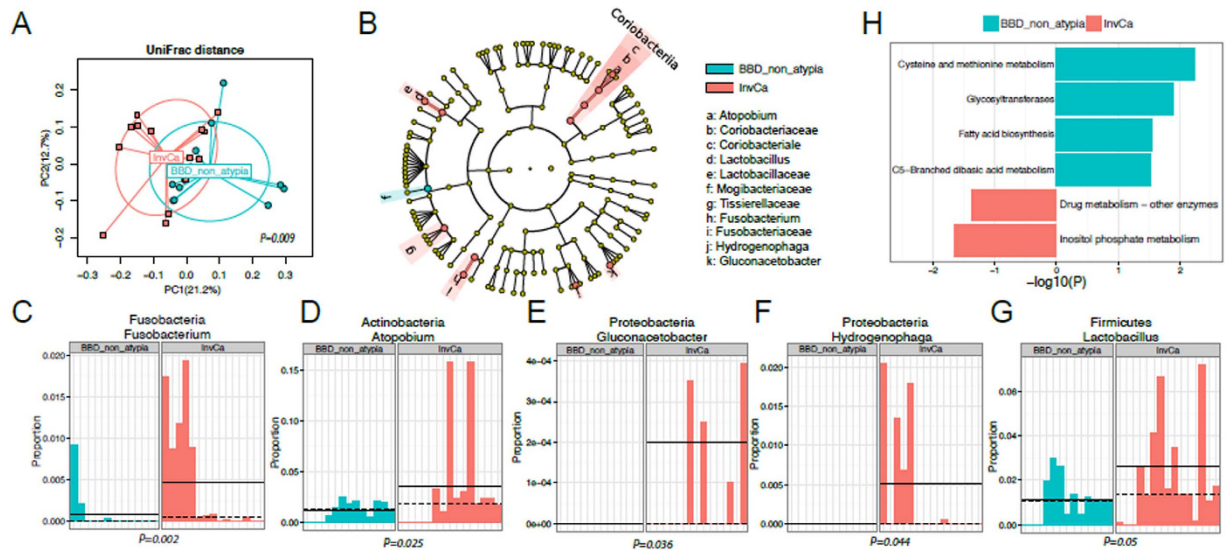 A
UniFrac distance
PC2(12.7%)
0.2
0.1
0.0
−0.1
−0.2
InvCa
BBD_non_atypia
P=0.009
−0.3
−0.2
−0.1
0.0
0.1
0.2
0.3
PC1(21.2%)
B
Coriobacteriia
c
b
a
e
d
f
g
h
i
k
BBD_non_atypia
InvCa
a: Atopobium
b: Coriobacteriaceae
c: Coriobacteriale
d: Lactobacillus
e: Lactobacillaceae
f: Mogibacteriaceae
g: Tissierellaceae
h: Fusobacterium
i: Fusobacteriaceae
j: Hydrogenophaga
k: Gluconacetobacter
H
BBD_non_atypia
InvCa
Cysteine and methionine metabolism
Glycosyltransferases
Fatty acid biosynthesis
C5−Branched dibasic acid metabolism
Drug metabolism − other enzymes
Inositol phosphate metabolism
−2
−1
0
1
2
−log10(P)
C
Fusobacteria
Fusobacterium
BBD_non_atypia
InvCa
Proportion
0.020
0.015
0.010
0.005
0.000
P=0.002
D
Actinobacteria
Atopobium
BBD_non_atypia
InvCa
Proportion
0.15
0.10
0.05
0.00
P=0.025
E
Proteobacteria
Gluconacetobacter
BBD_non_atypia
InvCa
Proportion
4e−04
3e−04
2e−04
1e−04
0e+00
P=0.036
F
Proteobacteria
Hydrogenophaga
BBD_non_atypia
InvCa
Proportion
0.020
0.015
0.010
0.005
0.000
P=0.044
G
Firmicutes
Lactobacillus
BBD_non_atypia
InvCa
Proportion
0.06
0.04
0.02
0.00
P=0.05